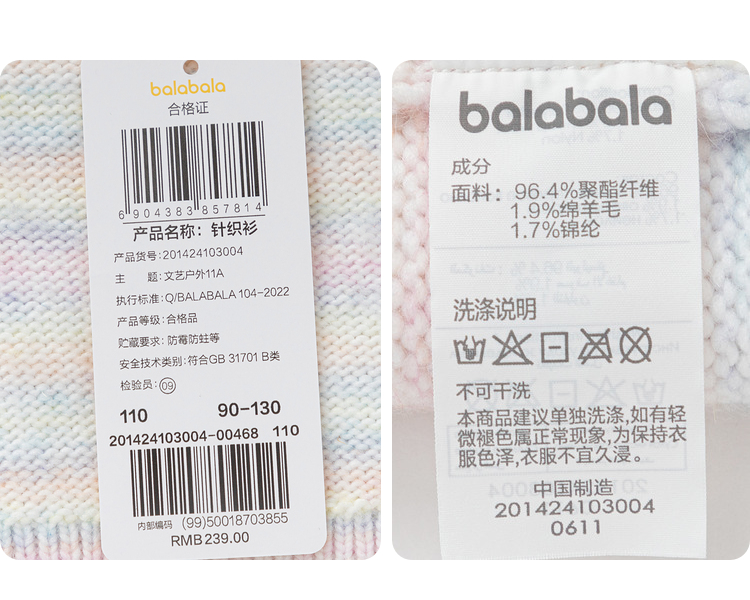 balabala
合格证
6 904383 857814
产品名称：针织衫
产品货号：201424103004
主　　题：文艺户外11A
执行标准：Q/BALABALA 104-2022
产品等级：合格品
贮藏要求：防霉防蛀等
安全技术类别：符合GB 31701 B类
检验员：09
110 90-130
201424103004-00468 110
内部编码 (99)50018703855
RMB 239.00
balabala
成分
面料：96.4%聚酯纤维
1.9%绵羊毛
1.7%锦纶
洗涤说明
不可干洗
本商品建议单独洗涤,如有轻
微褪色属正常现象,为保持衣
服色泽,衣服不宜久浸。
中国制造
201424103004
0611